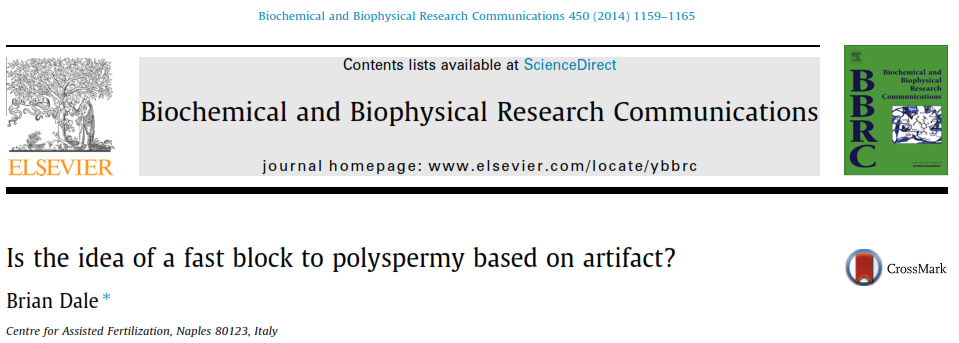 Biochemical and Biophysical Research Communications 450 (2014) 1159–1165
Contents lists available at ScienceDirect
Biochemical and Biophysical Research Communications
journal homepage: www.elsevier.com/locate/ybbrc
ELSEVIER
BBRC
Biochemical and
Biophysical
Research
Communications
Is the idea of a fast block to polyspermy based on artifact?
CrossMark
Brian Dale *
Centre for Assisted Fertilization, Naples 80123, Italy